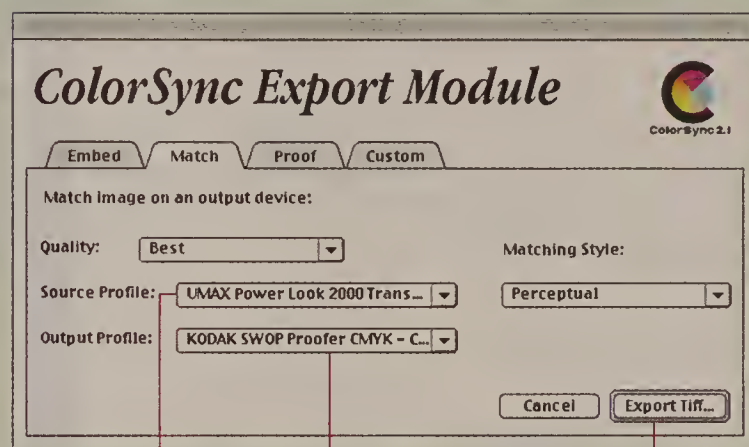 ColorSync Export Module
ColorSync 2.1
Embed Match Proof Custom
Match image on an output device:
Quality: Best
Matching Style:
Source Profile: UMAX Power Look 2000 Trans...
Perceptual
Output Profile: KODAK SWOP Proofer CMYK - C...
Cancel Export Tiff...